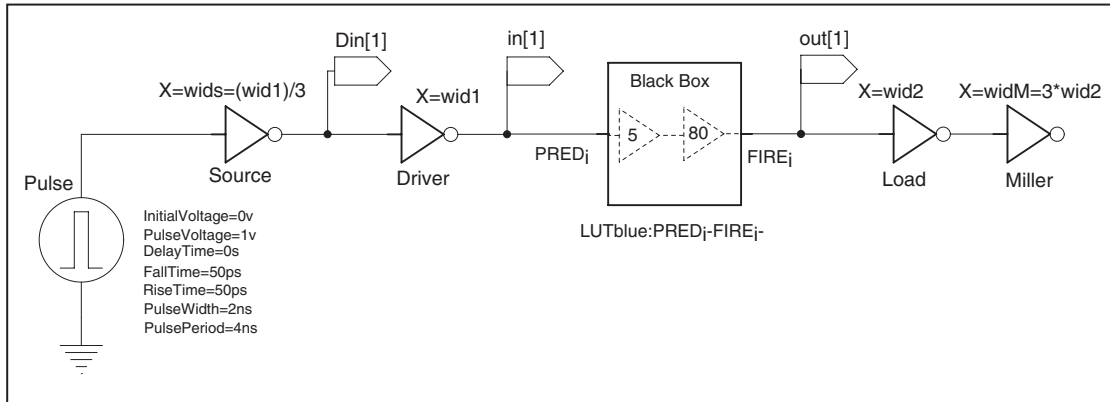 Din[1]
in[1]
out[1]
X=wids=(wid1)/3
X=wid1
Black Box
X=wid2
X=widM=3*wid2
5
80
PREDi
FIREi
Source
Driver
Load
Miller
Pulse
LUTblue:PREDi-FIREi-
InitialVoltage=0v
PulseVoltage=1v
DelayTime=0s
FallTime=50ps
RiseTime=50ps
PulseWidth=2ns
PulsePeriod=4ns